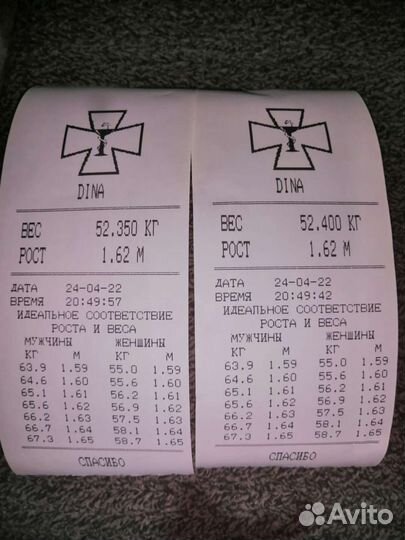 DINA
ВЕС 52.350 КГ
РОСТ 1.62 М
ДАТА 24-04-22
ВРЕМЯ 20:49:57
ИДЕАЛЬНОЕ СООТВЕТСТВИЕ
РОСТА И ВЕСА
МУЖЧИНЫ ЖЕНЩИНЫ
КГ М КГ М
63.9 1.59 55.0 1.59
64.6 1.60 55.6 1.60
65.1 1.61 56.2 1.61
65.6 1.62 56.9 1.62
66.2 1.63 57.5 1.63
66.7 1.64 58.1 1.64
67.3 1.65 58.7 1.65
СПАСИБО
DINA
ВЕС 52.400 КГ
РОСТ 1.62 М
ДАТА 24-04-22
ВРЕМЯ 20:49:42
ИДЕАЛЬНОЕ СООТВЕТСТВИЕ
РОСТА И ВЕСА
МУЖЧИНЫ ЖЕНЩИНЫ
КГ М КГ М
63.9 1.59 55.0 1.59
64.6 1.60 55.6 1.60
65.1 1.61 56.2 1.61
65.6 1.62 56.9 1.62
66.2 1.63 57.5 1.63
66.7 1.64 58.1 1.64
67.3 1.65 58.7 1.65
СПАСИБО
Avito